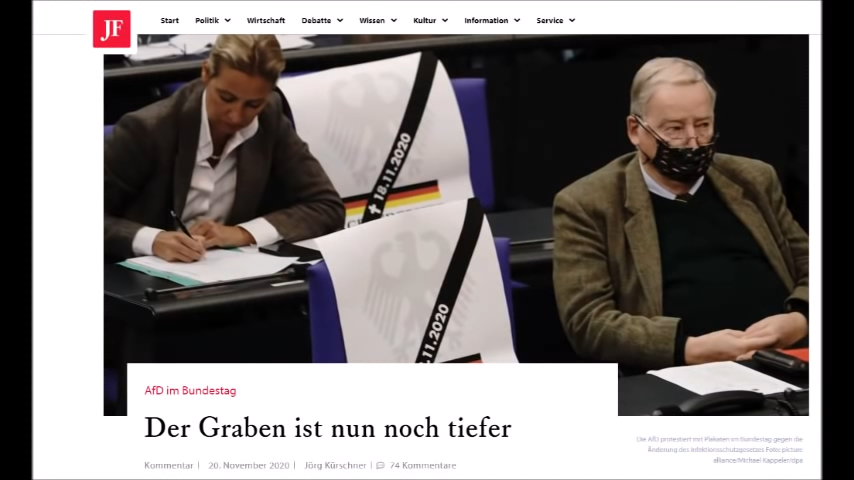 JF
Start Politik Wirtschaft Debatte Wissen Kultur Information Service
18.11.2020
.11.2020
AfD im Bundestag
Der Graben ist nun noch tiefer
Kommentar | 20. November 2020 | Jörg Kürschner | 74 Kommentare
Die AfD protestiert mit Plakaten im Bundestag gegen die
Änderung des Infektionsschutzgesetzes Foto: picture
alliance/Michael Kappeler/dpa